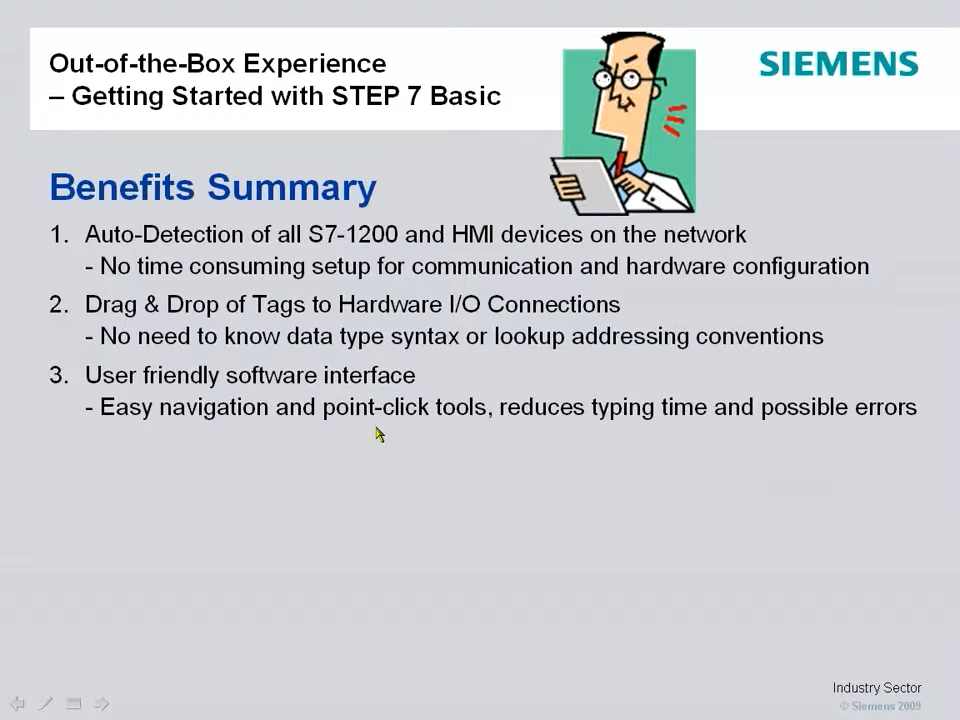 Out-of-the-Box Experience
– Getting Started with STEP 7 Basic
SIEMENS
Benefits Summary
1. Auto-Detection of all S7-1200 and HMI devices on the network
- No time consuming setup for communication and hardware configuration
2. Drag & Drop of Tags to Hardware I/O Connections
- No need to know data type syntax or lookup addressing conventions
3. User friendly software interface
- Easy navigation and point-click tools, reduces typing time and possible errors
Industry Sector
© Siemens 2009